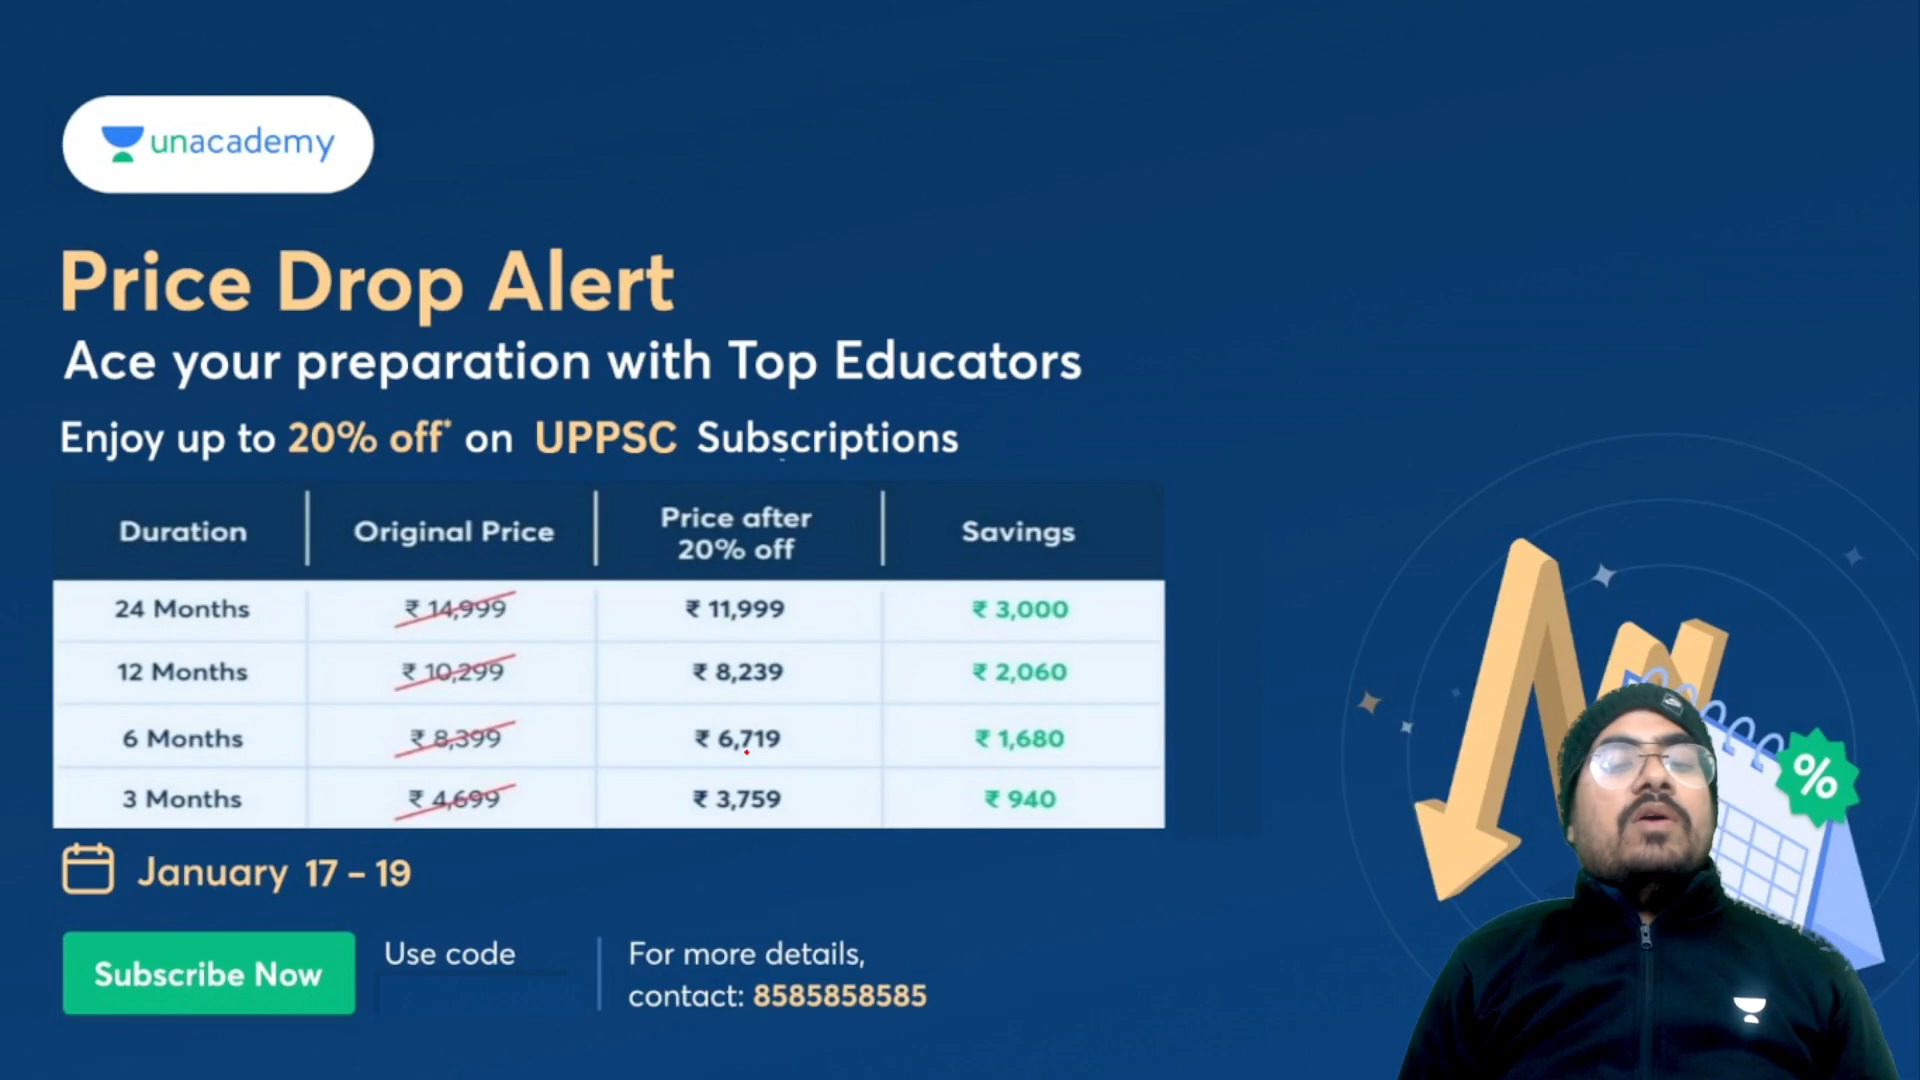 unacademy
Price Drop Alert
Ace your preparation with Top Educators
Enjoy up to 20% off* on UPPSC Subscriptions
Duration Original Price Price after 20% off Savings
24 Months ₹ 14,999 ₹ 11,999 ₹ 3,000
12 Months ₹ 10,299 ₹ 8,239 ₹ 2,060
6 Months ₹ 8,399 ₹ 6,719 ₹ 1,680
3 Months ₹ 4,699 ₹ 3,759 ₹ 940
January 17 – 19
Subscribe Now
Use code
For more details,
contact: 8585858585
%